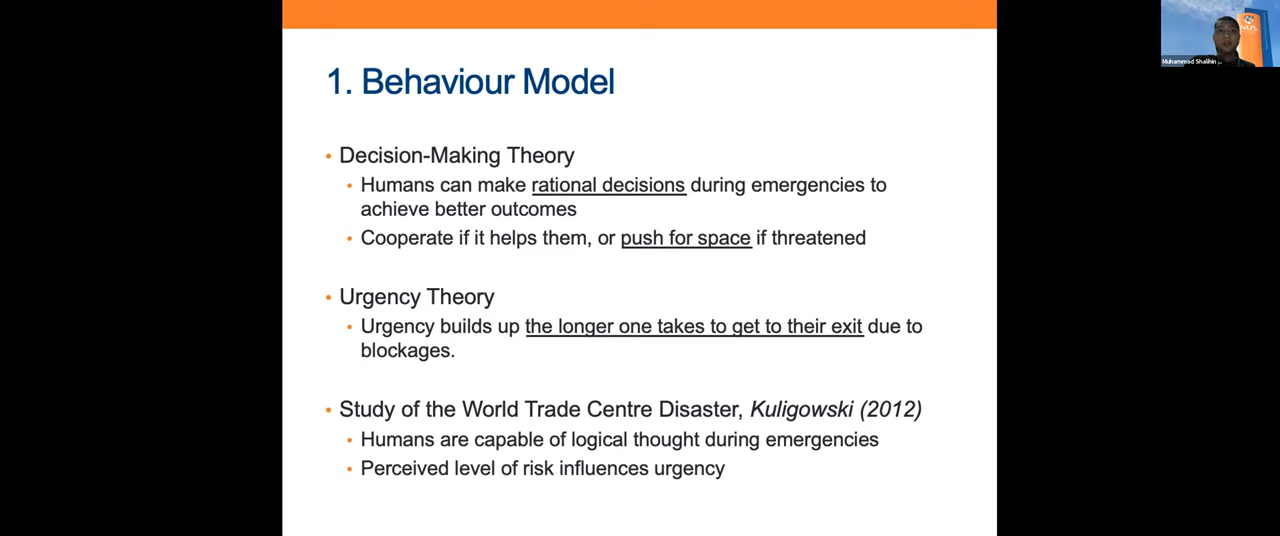 1. Behaviour Model
• Decision-Making Theory
• Humans can make rational decisions during emergencies to
achieve better outcomes
• Cooperate if it helps them, or push for space if threatened
• Urgency Theory
• Urgency builds up the longer one takes to get to their exit due to
blockages.
• Study of the World Trade Centre Disaster, Kuligowski (2012)
• Humans are capable of logical thought during emergencies
• Perceived level of risk influences urgency
NUS
Muhammad Shalihin